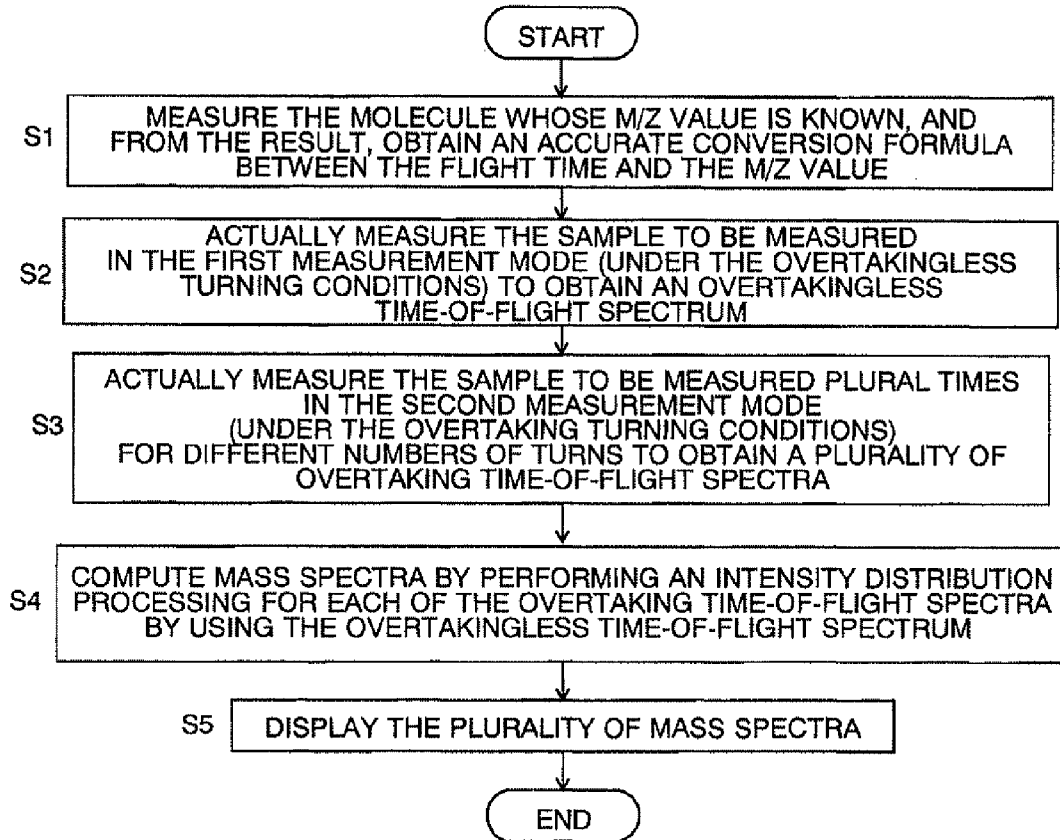 START
S1
MEASURE THE MOLECULE WHOSE M/Z VALUE IS KNOWN, AND
FROM THE RESULT, OBTAIN AN ACCURATE CONVERSION FORMULA
BETWEEN THE FLIGHT TIME AND THE M/Z VALUE
S2
ACTUALLY MEASURE THE SAMPLE TO BE MEASURED
IN THE FIRST MEASUREMENT MODE (UNDER THE OVERTAKINGLESS
TURNING CONDITIONS) TO OBTAIN AN OVERTAKINGLESS
TIME-OF-FLIGHT SPECTRUM
S3
ACTUALLY MEASURE THE SAMPLE TO BE MEASURED PLURAL TIMES
IN THE SECOND MEASUREMENT MODE
(UNDER THE OVERTAKING TURNING CONDITIONS)
FOR DIFFERENT NUMBERS OF TURNS TO OBTAIN A PLURALITY OF
OVERTAKING TIME-OF-FLIGHT SPECTRA
S4
COMPUTE MASS SPECTRA BY PERFORMING AN INTENSITY DISTRIBUTION
PROCESSING FOR EACH OF THE OVERTAKING TIME-OF-FLIGHT SPECTRA
BY USING THE OVERTAKINGLESS TIME-OF-FLIGHT SPECTRUM
S5
DISPLAY THE PLURALITY OF MASS SPECTRA
END